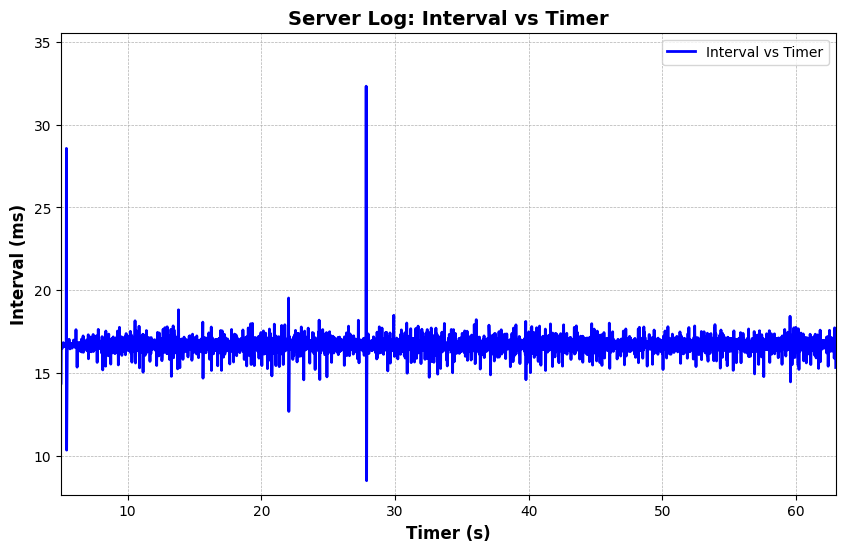 Server Log: Interval vs Timer
Interval vs Timer
35
30
25
20
15
10
Interval (ms)
10 20 30 40 50 60
Timer (s)